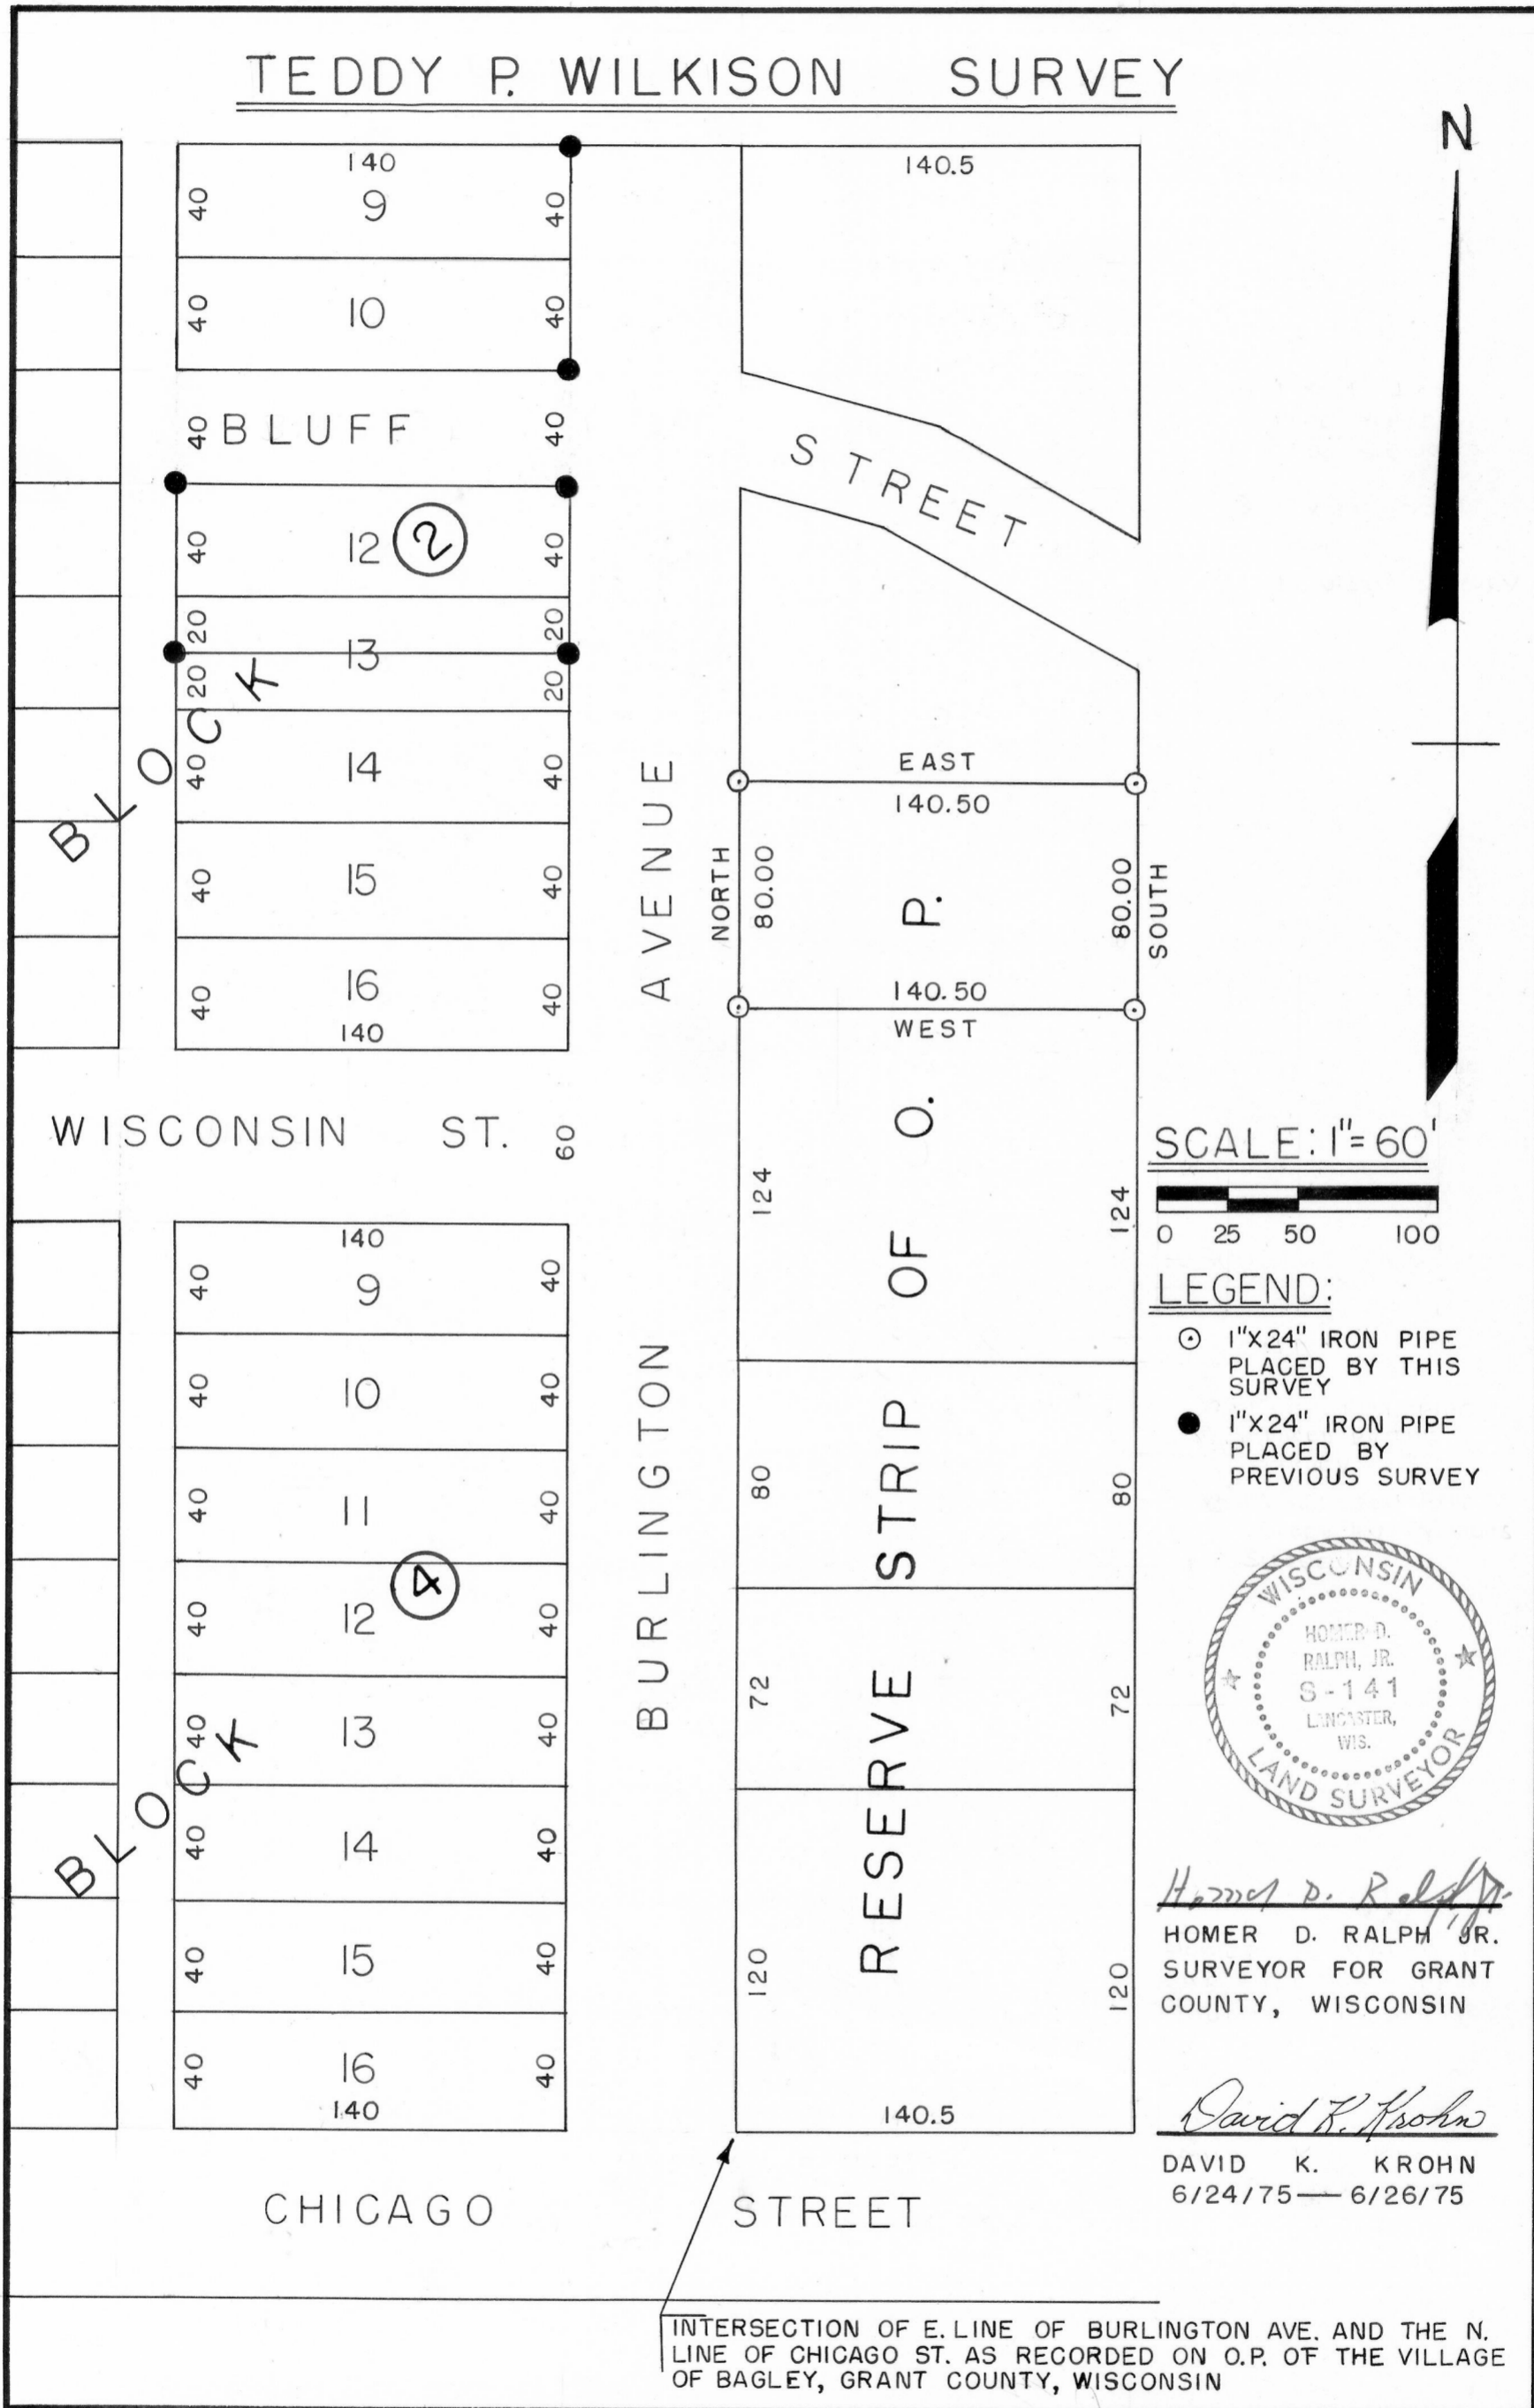 TEDDY P. WILKISON SURVEY
N
140
40 9 40
40 10 40
40 BLUFF 40
40 12 2 40
20 13 20
20 20
40 14 40
40 15 40
40 16 40
140
BLOCK
WISCONSIN ST. 60
140
40 9 40
40 10 40
40 11 40
40 12 4 40
40 13 40
40 14 40
40 15 40
40 16 40
140
BLOCK
BURLINGTON AVENUE
140.5
STREET
EAST
140.50
NORTH 80.00
80.00 SOUTH
140.50
WEST
124 124
80 80
72 72
120 120
140.5
RESERVE STRIP OF O. P.
CHICAGO STREET
SCALE: 1"=60'
0 25 50 100
LEGEND:
1"X24" IRON PIPE
PLACED BY THIS
SURVEY
1"X24" IRON PIPE
PLACED BY
PREVIOUS SURVEY
WISCONSIN
HOMER D.
RALPH, JR.
S-141
LANCASTER,
WIS.
LAND SURVEYOR
Homer D. Ralph, Jr.
HOMER D. RALPH JR.
SURVEYOR FOR GRANT
COUNTY, WISCONSIN
David K. Krohn
DAVID K. KROHN
6/24/75—6/26/75
INTERSECTION OF E. LINE OF BURLINGTON AVE. AND THE N.
LINE OF CHICAGO ST. AS RECORDED ON O.P. OF THE VILLAGE
OF BAGLEY, GRANT COUNTY, WISCONSIN